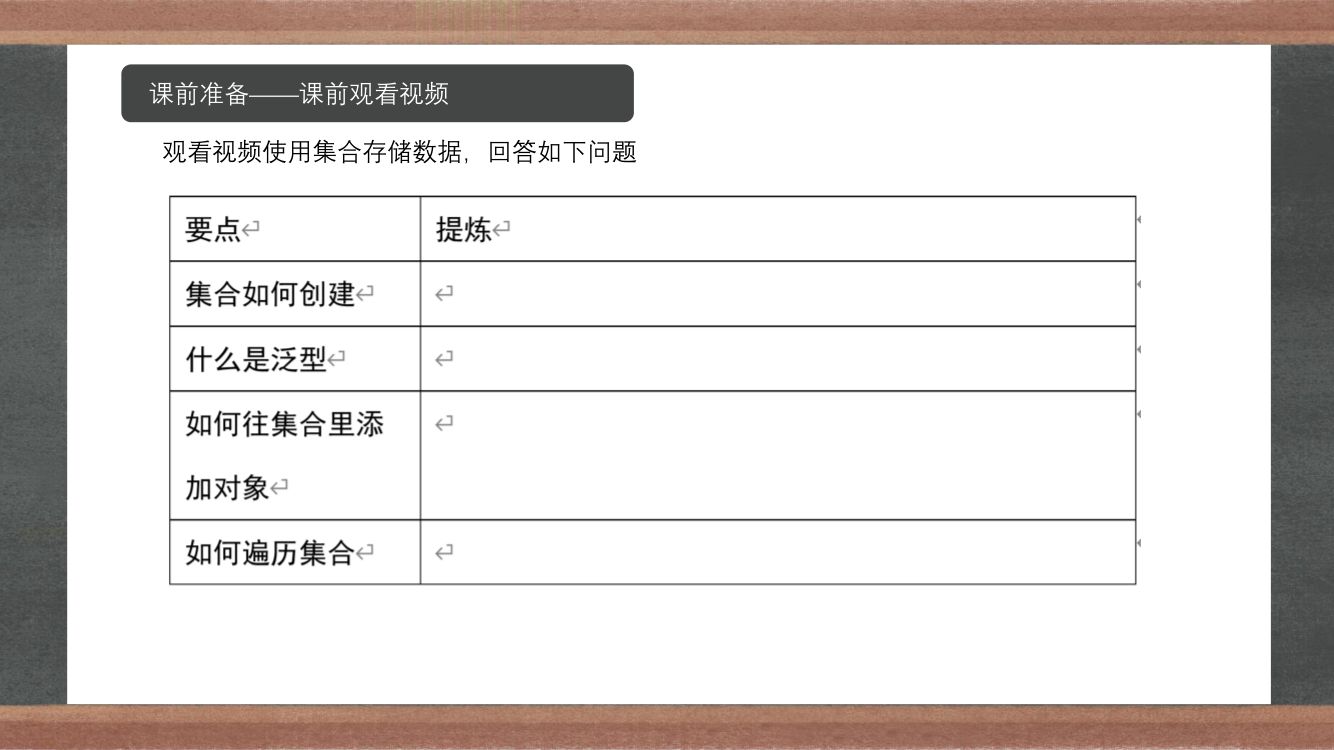 课前准备——课前观看视频
观看视频使用集合存储数据，回答如下问题
要点 提炼
集合如何创建
什么是泛型
如何往集合里添
加对象
如何遍历集合